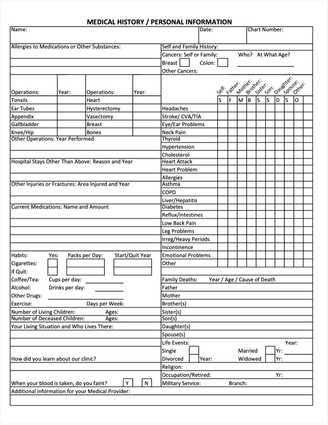 MEDICAL HISTORY / PERSONAL INFORMATION
Name: Date: Chart Number:
Allergies to Medications or Other Substances: Self and Family History:
Cancers: Self or Family: Who? At What Age?
Breast Colon:
Other Cancers:
Self: Father: Mother: Brother: Sister: Son: Daughter: Spouse: Other:
Operations: Year: Operations: Year:
Tonsils Heart S F M B S S D S O
Ear Tubes Hysterectomy Headaches
Appendix Vasectomy Stroke/ CVA/TIA
Gallbladder Breast Eye/Ear Problems
Knee/Hip Bones Neck Pain
Other Operations: Year Performed Thyroid
Hypertension
Cholesterol
Hospital Stays Other Than Above: Reason and Year Heart Attack
Heart Problem
Allergies
Other Injuries or Fractures: Area Injured and Year Asthma
COPD
Liver/Hepatitis
Current Medications: Name and Amount Diabetes
Reflux/Intestines
Low Back Pain
Leg Problems
Irreg/Heavy Periods
Incontinence
Habits: Yes: Packs per Day: Start/Quit Year Emotional Problems
Cigarettes: Other
If Quit:
Coffee/Tea: Cups per day: Family Deaths: Year / Age / Cause of Death
Alcohol: Drinks per day: Father
Other Drugs: Mother
Exercise: Days per Week: Brother(s)
Number of Living Children: Ages: Sister(s)
Number of Deceased Children: Ages: Son(s)
Your Living Situation and Who Lives There: Daughter(s)
Spouse(s)
Life Events: Year:
Single Married Yr:
How did you learn about our clinic? Divorced Year: Widowed Yr:
Religion:
Occupation/Retired: Yr:
When your blood is taken, do you faint? Y N Military Service: Branch:
Additional information for your Medical Provider: